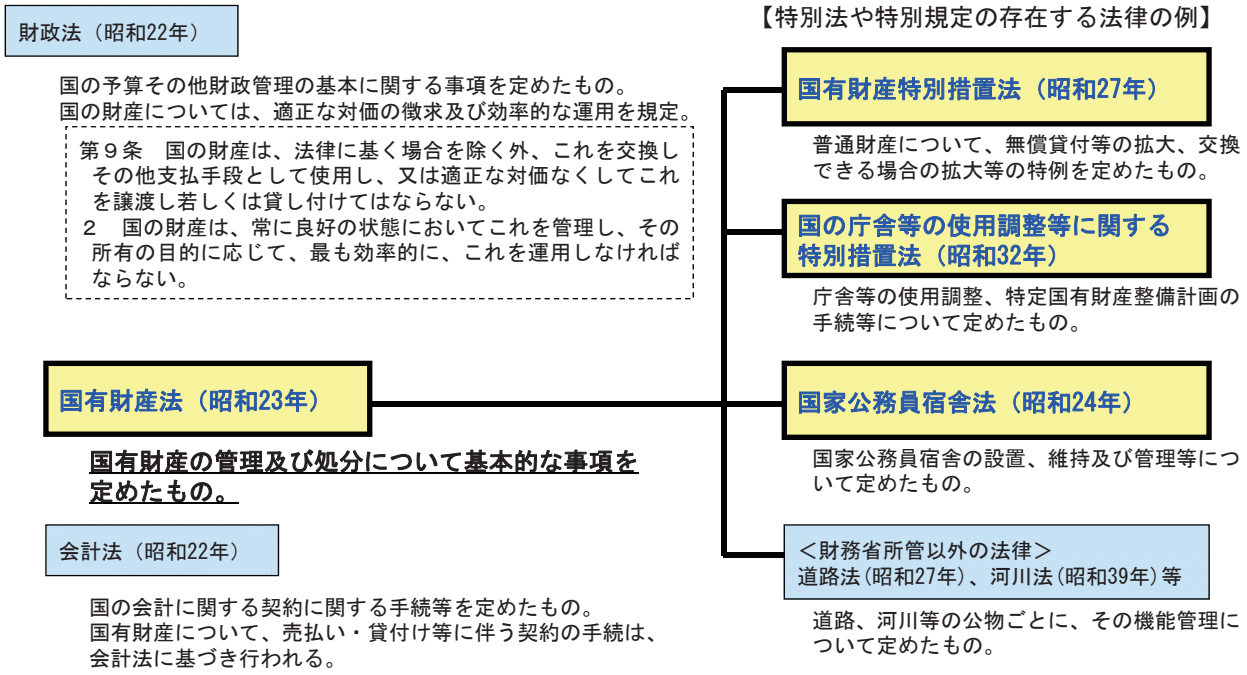 財政法（昭和22年）
国の予算その他財政管理の基本に関する事項を定めたもの。
国の財産については、適正な対価の徴求及び効率的な運用を規定。
第９条　国の財産は、法律に基く場合を除く外、これを交換し
その他支払手段として使用し、又は適正な対価なくしてこれ
を譲渡し若しくは貸し付けてはならない。
２　国の財産は、常に良好の状態においてこれを管理し、その
所有の目的に応じて、最も効率的に、これを運用しなければ
ならない。
国有財産法（昭和23年）
国有財産の管理及び処分について基本的な事項を
定めたもの。
会計法（昭和22年）
国の会計に関する契約に関する手続等を定めたもの。
国有財産について、売払い・貸付け等に伴う契約の手続は、
会計法に基づき行われる。
【特別法や特別規定の存在する法律の例】
国有財産特別措置法（昭和27年）
普通財産について、無償貸付等の拡大、交換
できる場合の拡大等の特例を定めたもの。
国の庁舎等の使用調整等に関する
特別措置法（昭和32年）
庁舎等の使用調整、特定国有財産整備計画の
手続等について定めたもの。
国家公務員宿舎法（昭和24年）
国家公務員宿舎の設置、維持及び管理等につ
いて定めたもの。
＜財務省所管以外の法律＞
道路法(昭和27年)、河川法(昭和39年)等
道路、河川等の公物ごとに、その機能管理に
ついて定めたもの。